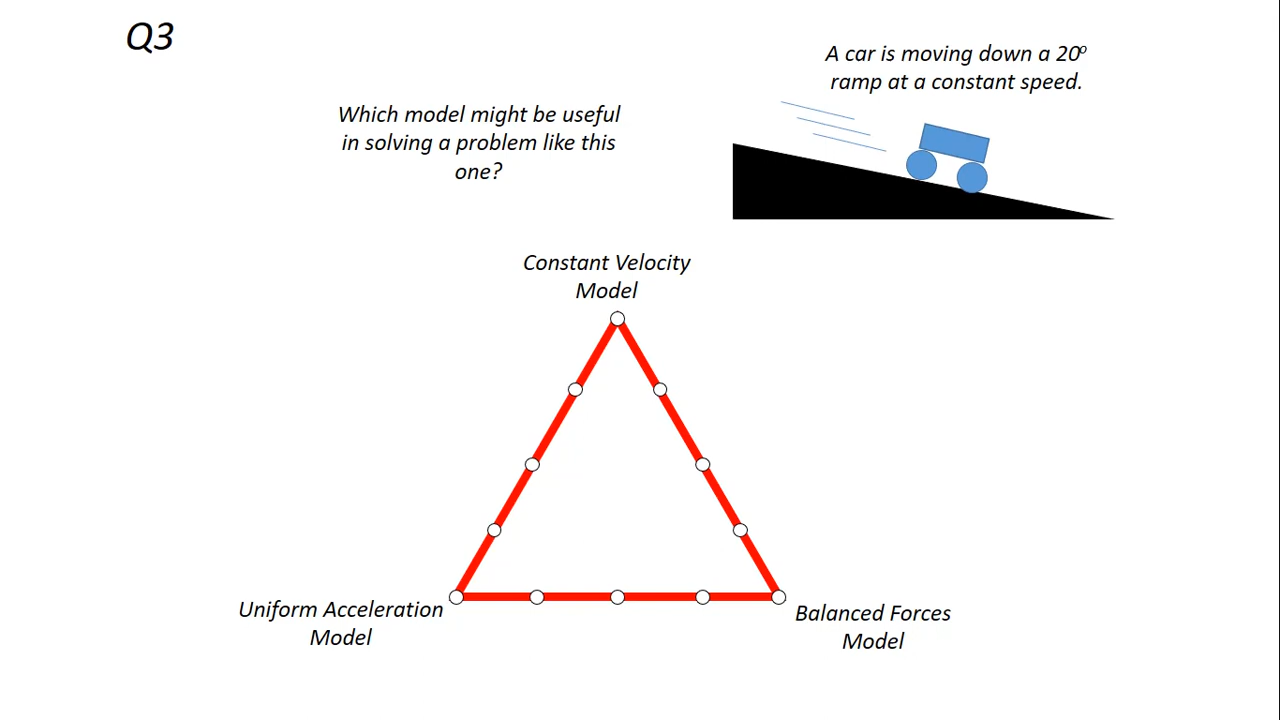 Q3
A car is moving down a 20º
ramp at a constant speed.
Which model might be useful
in solving a problem like this
one?
Constant Velocity
Model
Uniform Acceleration
Model
Balanced Forces
Model